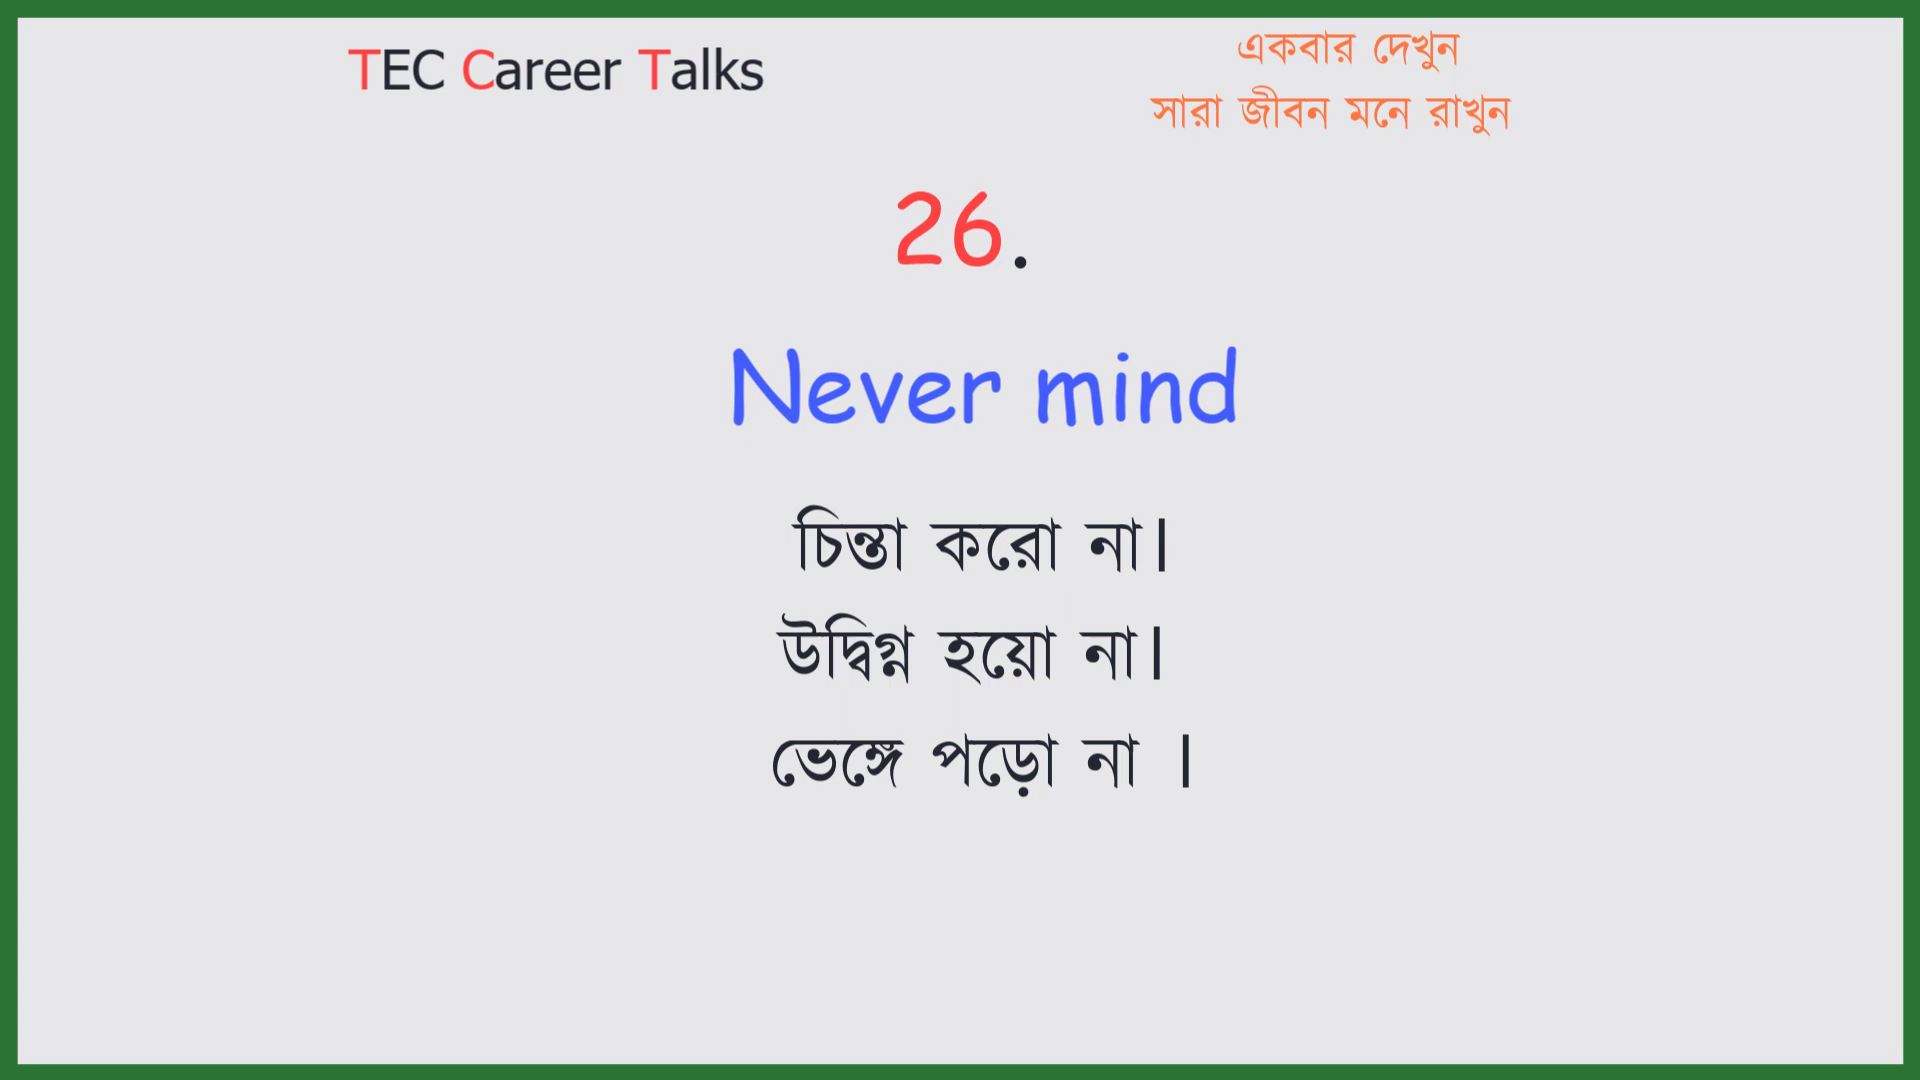 TEC Career Talks
একবার দেখুন
সারা জীবন মনে রাখুন
26.
Never mind
চিন্তা করো না।
উদ্বিগ্ন হয়ো না।
ভেঙ্গে পড়ো না ।